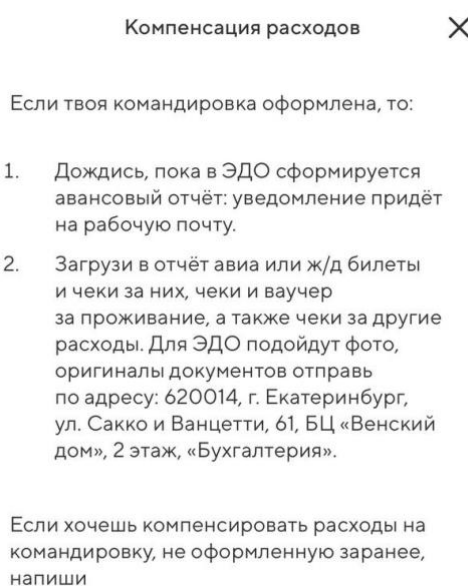 Компенсация расходов
Если твоя командировка оформлена, то:
1. Дождись, пока в ЭДО сформируется
авансовый отчёт: уведомление придёт
на рабочую почту.
2. Загрузи в отчёт авиа или ж/д билеты
и чеки за них, чеки и ваучер
за проживание, а также чеки за другие
расходы. Для ЭДО подойдут фото,
оригиналы документов отправь
по адресу: 620014, г. Екатеринбург,
ул. Сакко и Ванцетти, 61, БЦ «Венский
дом», 2 этаж, «Бухгалтерия».
Если хочешь компенсировать расходы на
командировку, не оформленную заранее,
напиши